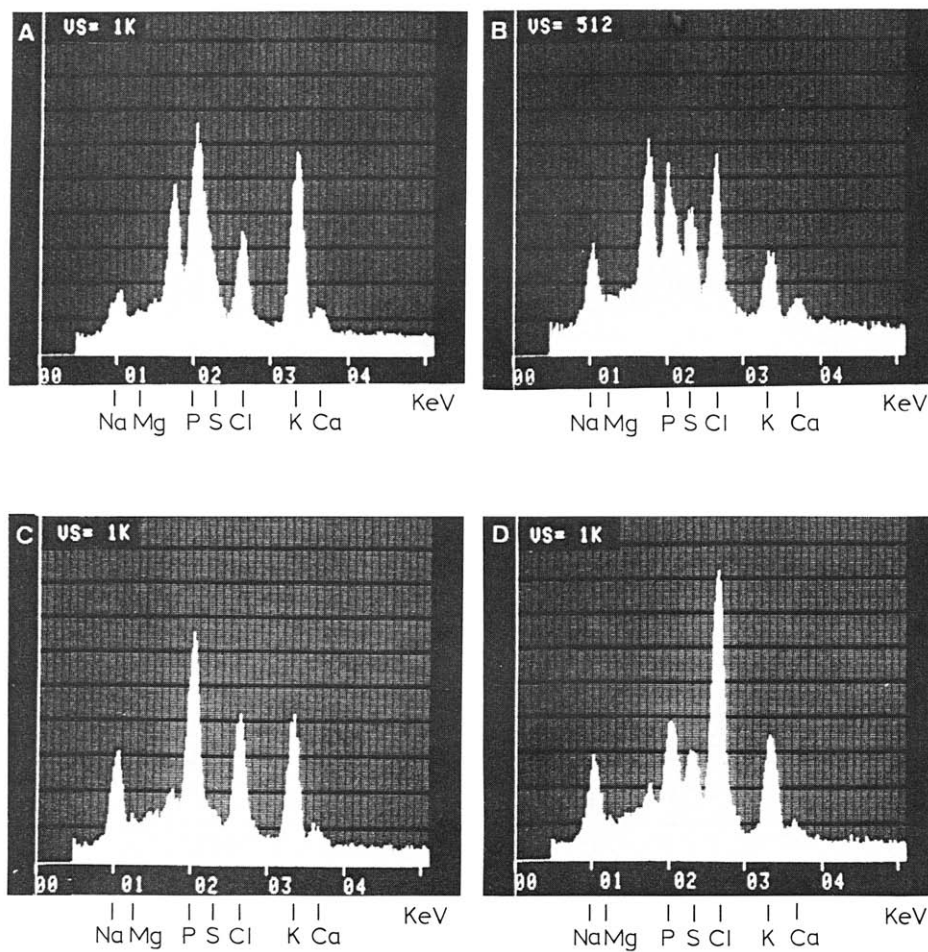 A VS= 1K
00 01 02 03 04
KeV
Na Mg P S Cl K Ca
B VS= 512
00 01 02 03 04
KeV
Na Mg P S Cl K Ca
C VS= 1K
00 01 02 03 04
KeV
Na Mg P S Cl K Ca
D VS= 1K
00 01 02 03 04
KeV
Na Mg P S Cl K Ca